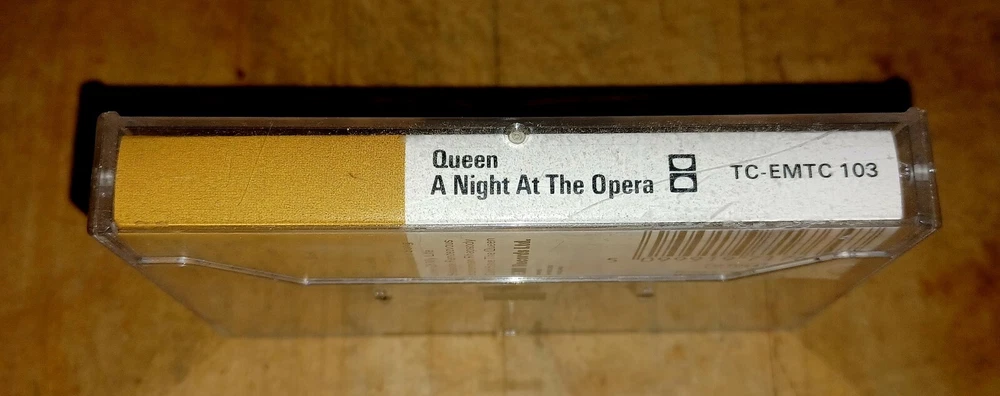 Queen
A Night At The Opera
TC-EMTC 103